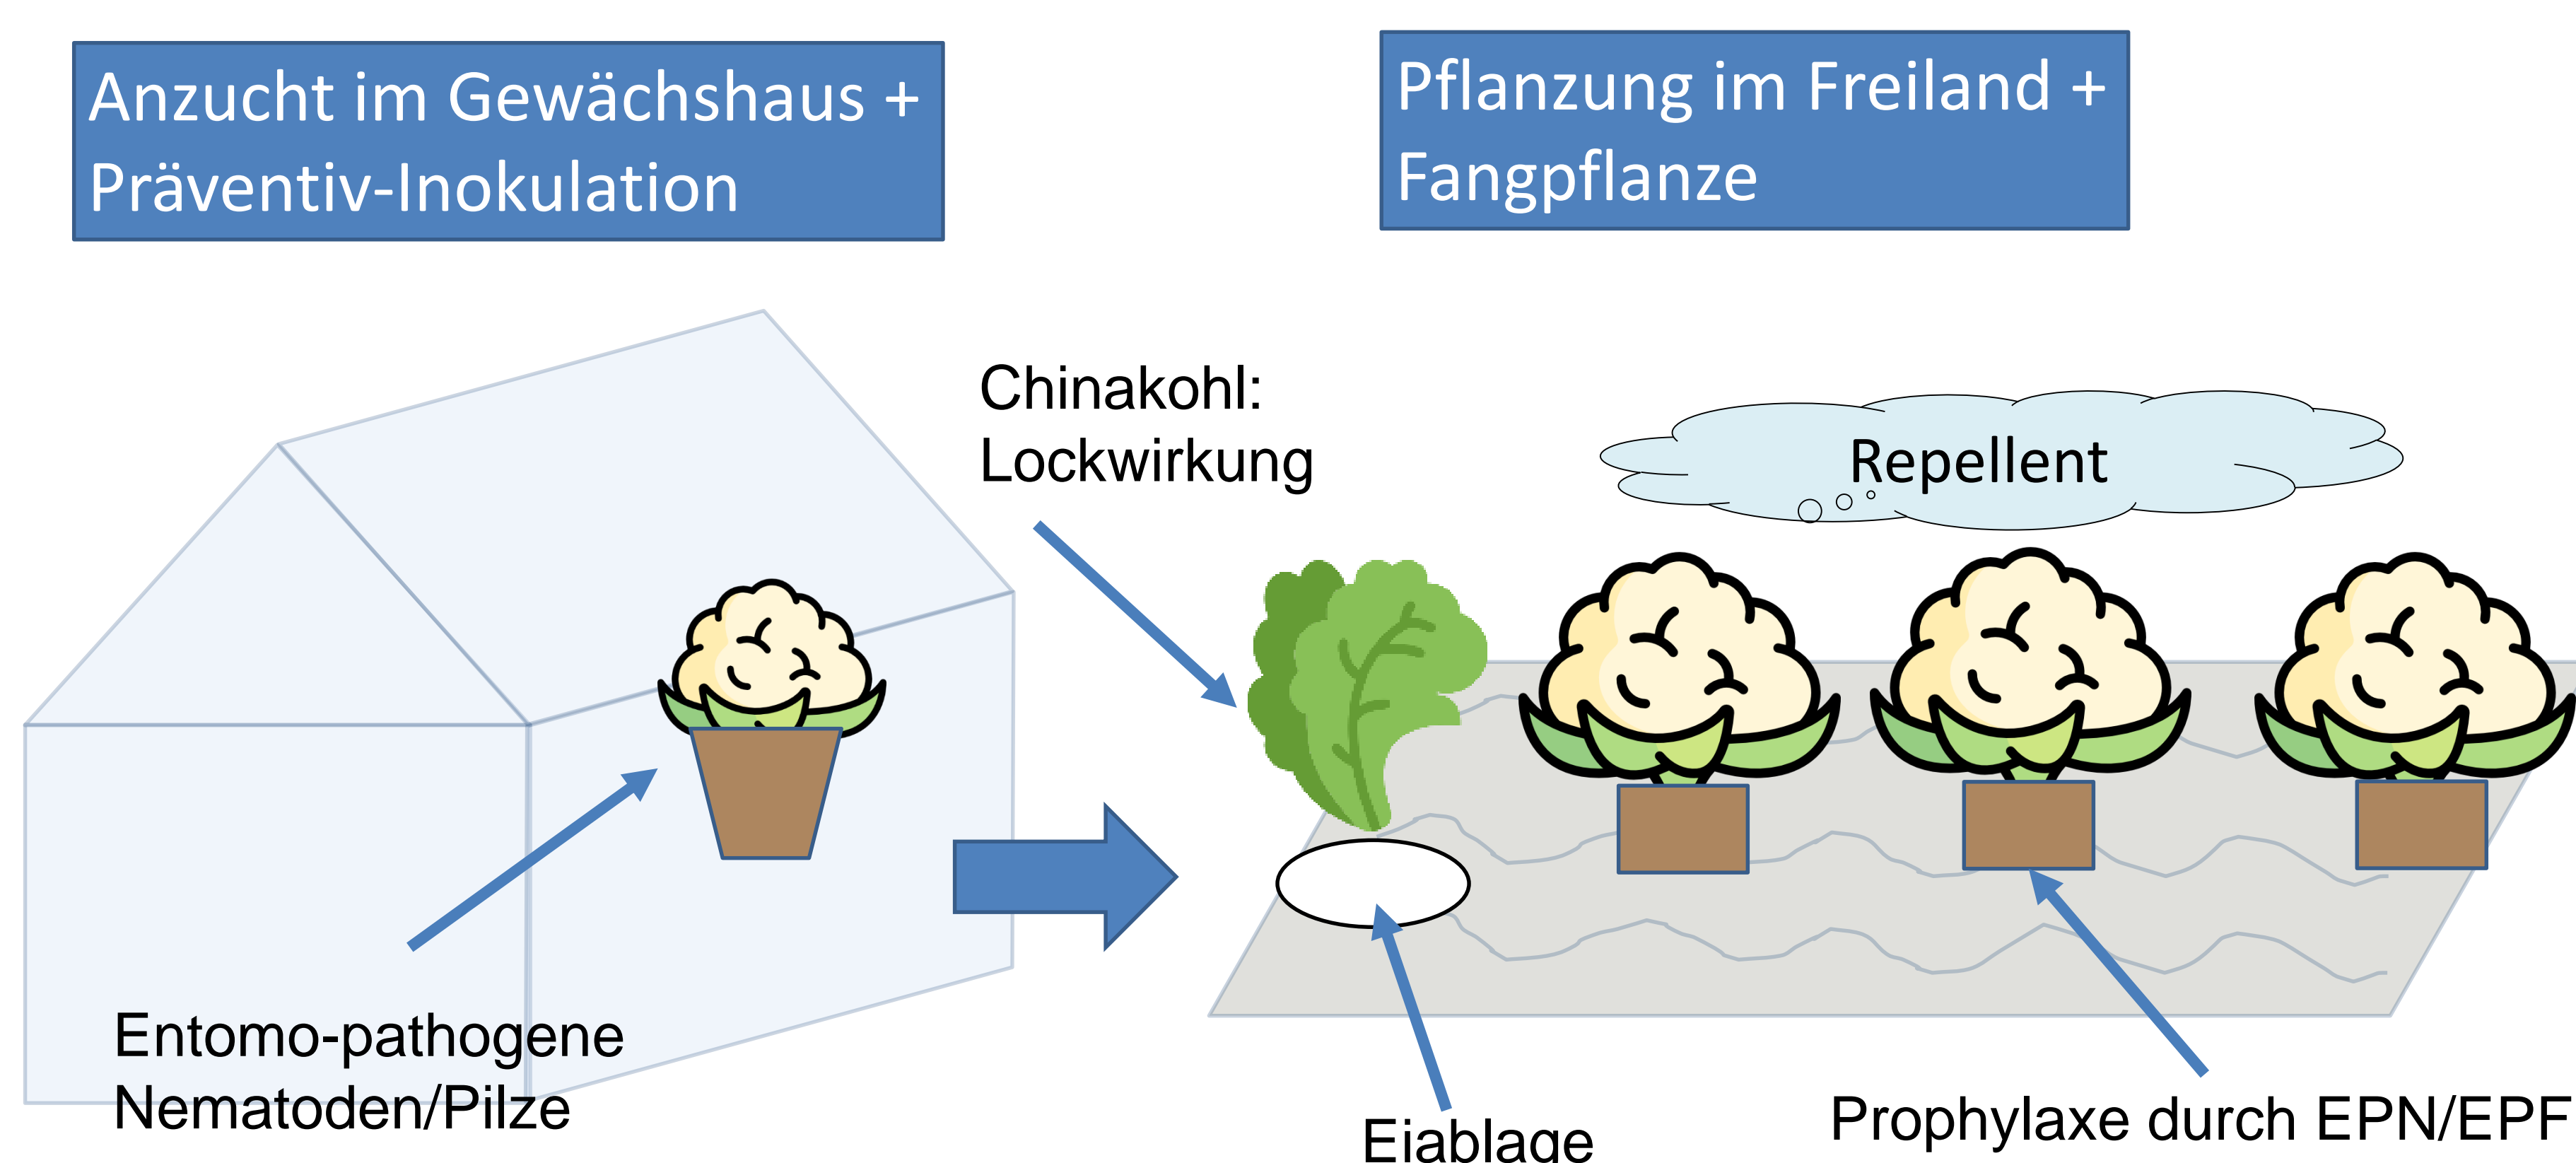 Anzucht im Gewächshaus +
Präventiv-Inokulation
Pflanzung im Freiland +
Fangpflanze
Chinakohl:
Lockwirkung
Repellent
Entomo-pathogene
Nematoden/Pilze
Eiablage
Prophylaxe durch EPN/EPF